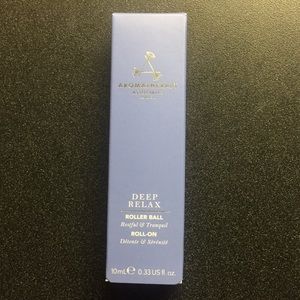 AROMATHERAPY
ASSOCIATES
DEEP
RELAX
ROLLER BALL
Restful & Tranquil
ROLL-ON
Détente & Sérénité
10ml ℮ 0.33 US fl. oz.